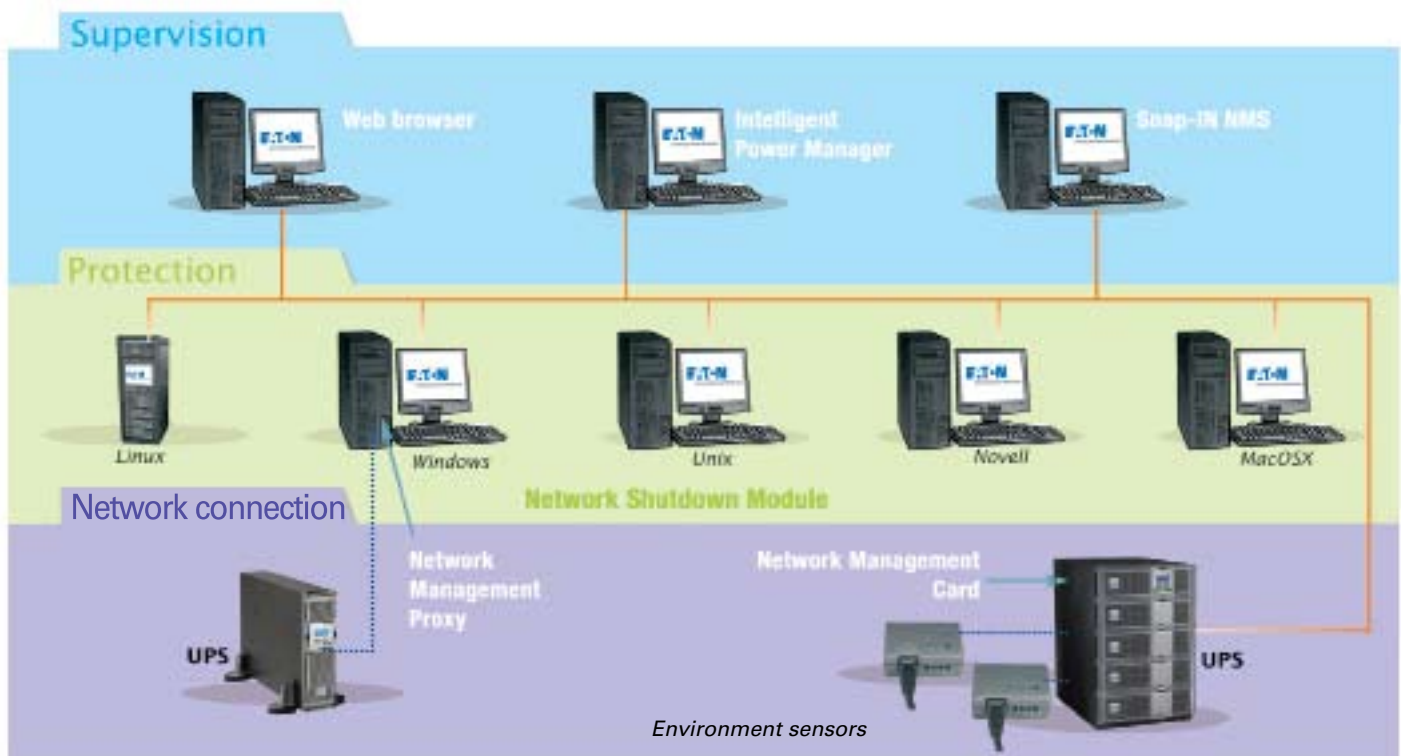 Supervision
Web browser
Intelligent
Power Manager
Snap-IN NMS
E.T.N
E.T.N
E.T.N
Protection
E.T.N
E.T.N
E.T.N
E.T.N
Linux
Windows
Unix
Novell
MacOSX
Network connection
Network Shutdown Module
Network
Management
Proxy
Network Management
Card
UPS
UPS
Environment sensors